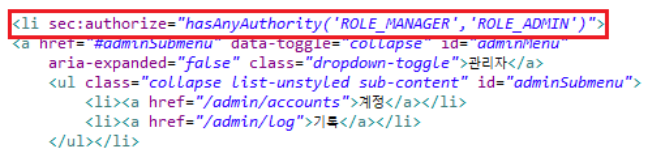 <li sec:authorize="hasAnyAuthority('ROLE_MANAGER','ROLE_ADMIN')">
<a href="#adminSubmenu" data-toggle="collapse" id="adminMenu"
aria-expanded="false" class="dropdown-toggle">관리자</a>
<ul class="collapse list-unstyled sub-content" id="adminSubmenu">
<li><a href="/admin/accounts">계정</a></li>
<li><a href="/admin/log">기록</a></li>
</ul></li>